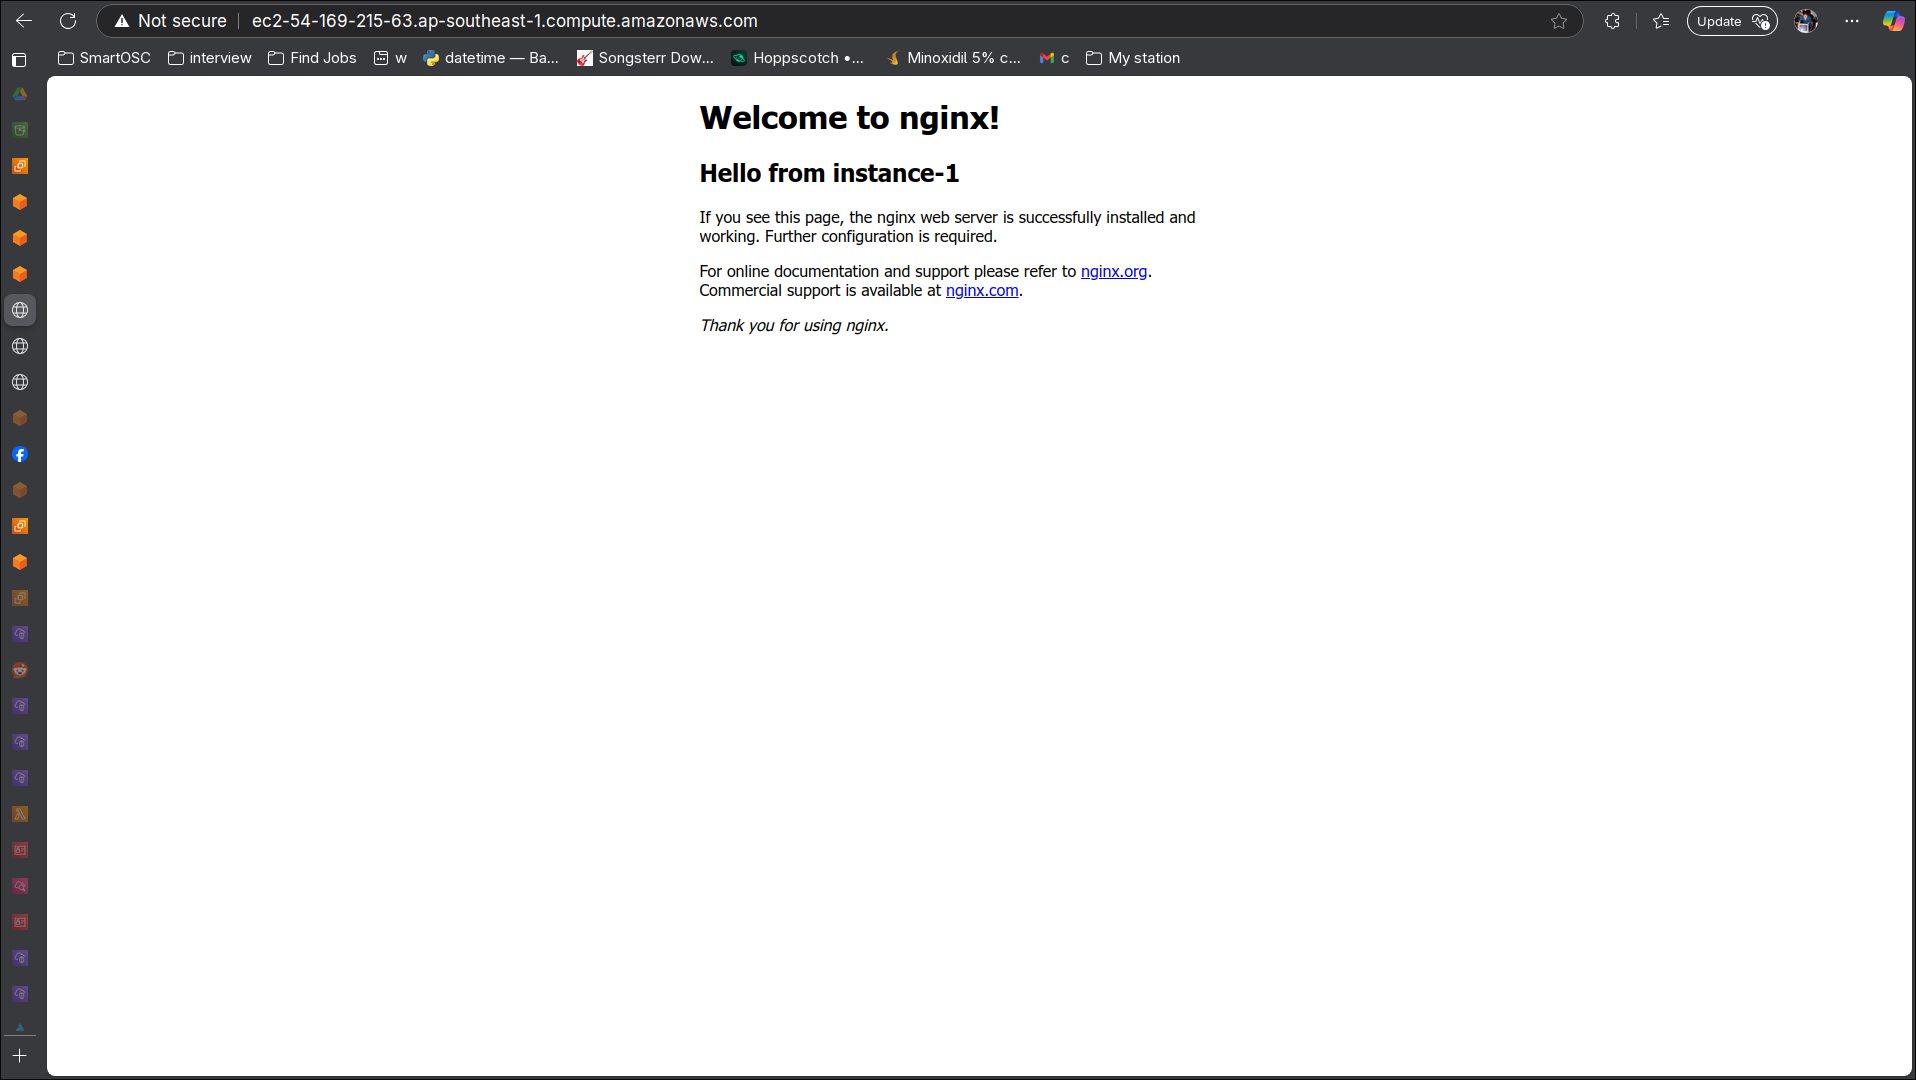 Not secure
ec2-54-169-215-63.ap-southeast-1.compute.amazonaws.com
Update
SmartOSC
interview
Find Jobs
w
datetime — Ba...
Songsterr Dow...
Hoppscotch •...
Minoxidil 5% c...
c
My station
Welcome to nginx!
Hello from instance-1
If you see this page, the nginx web server is successfully installed and
working. Further configuration is required.
For online documentation and support please refer to nginx.org.
Commercial support is available at nginx.com.
Thank you for using nginx.